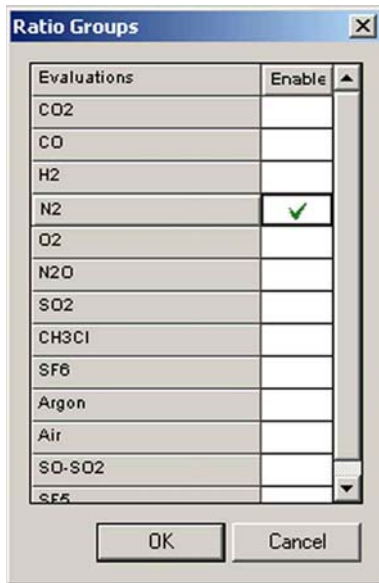 Ratio Groups
Evaluations Enable
CO2
CO
H2
N2
O2
N2O
SO2
CH3Cl
SF6
Argon
Air
SO-SO2
SF5
OK Cancel